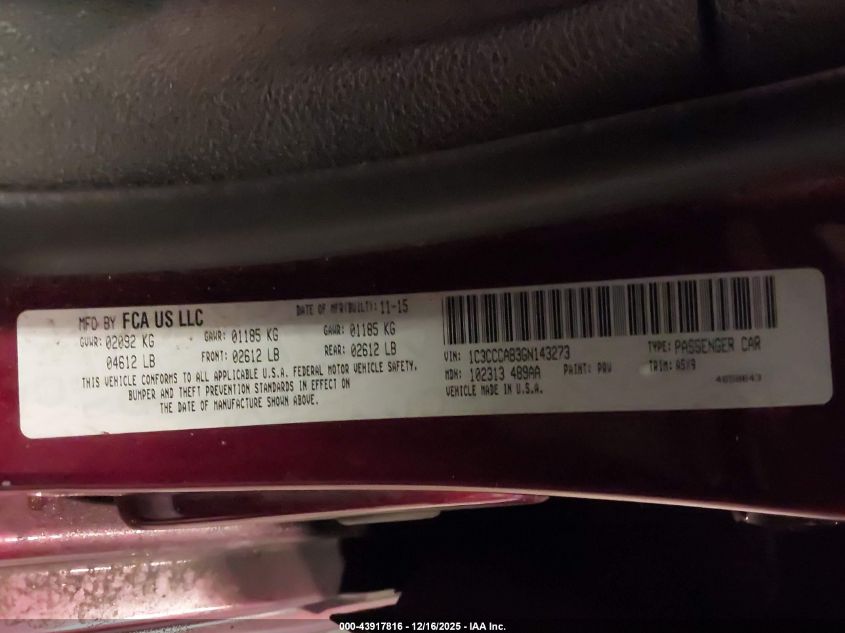 MFD BY FCA US LLC
DATE OF MFR(BUILT): 11-15
GVWR: 02092 KG
GAWR: 01185 KG
GAWR: 01185 KG
04612 LB
FRONT: 02612 LB
REAR: 02612 LB
THIS VEHICLE CONFORMS TO ALL APPLICABLE U.S.A. FEDERAL MOTOR VEHICLE SAFETY,
BUMPER AND THEFT PREVENTION STANDARDS IN EFFECT ON
THE DATE OF MANUFACTURE SHOWN ABOVE.
VIN: 1C3CCCAB3GN143273
TYPE: PASSENGER CAR
MDH: 102313 489AA
PAINT: PRV
TRIM: A5X9
VEHICLE MADE IN U.S.A.
4658643
000-43917816 - 12/16/2025 - IAA Inc.